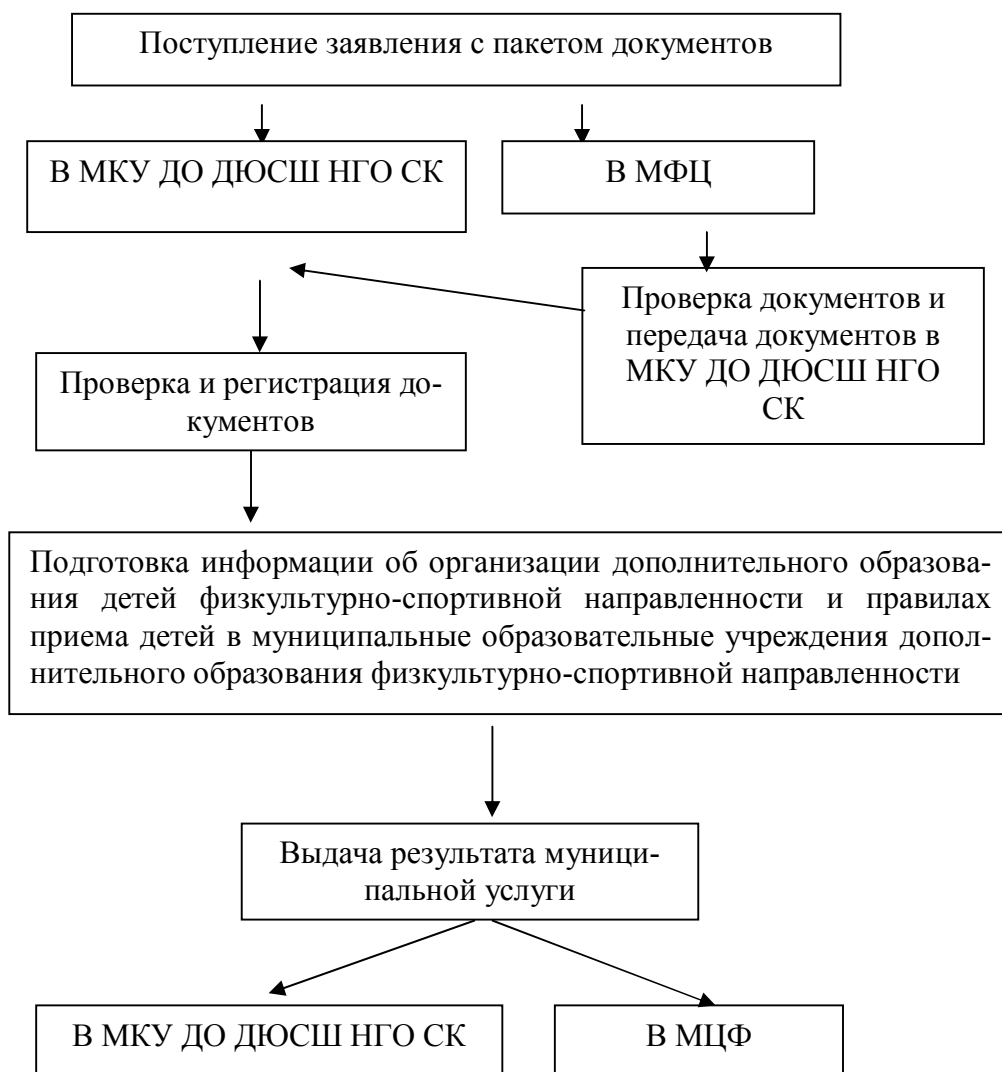 Поступление заявления с пакетом документов
В МКУ ДО ДЮСШ НГО СК
В МФЦ
Проверка документов и
передача документов в
МКУ ДО ДЮСШ НГО
СК
Проверка и регистрация до-
кументов
Подготовка информации об организации дополнительного образова-
ния детей физкультурно-спортивной направленности и правилах
приема детей в муниципальные образовательные учреждения допол-
нительного образования физкультурно-спортивной направленности
Выдача результата муници-
пальной услуги
В МКУ ДО ДЮСШ НГО СК
В МЦФ